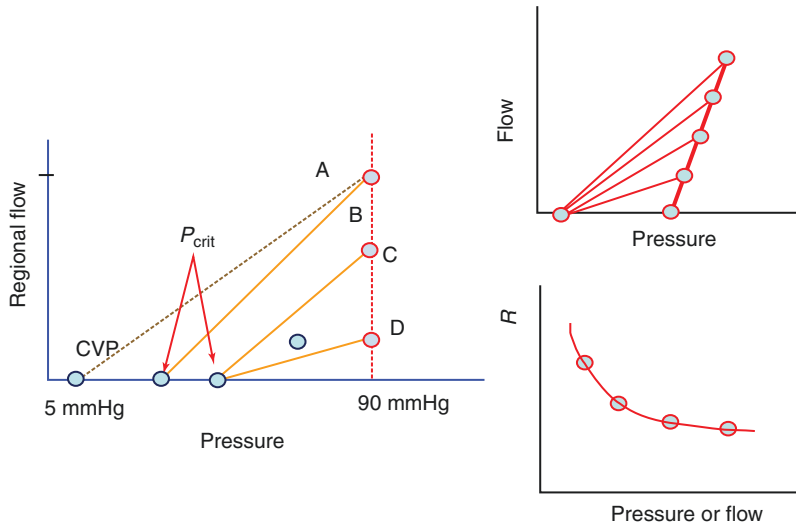 Regional flow
A
B
P crit
C
D
CVP
5 mmHg
90 mmHg
Pressure
Flow
Pressure
R
Pressure or flow